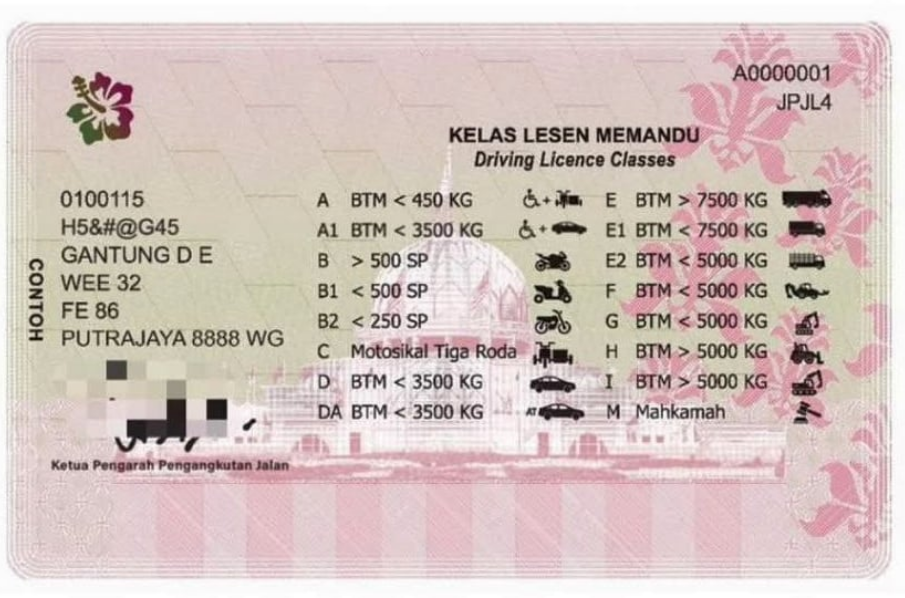 A0000001
JPJL4
KELAS LESEN MEMANDU
Driving Licence Classes
0100115
H5&#@G45
GANTUNG D E
WEE 32
FE 86
PUTRAJAYA 8888 WG
CONTOH
A BTM < 450 KG
A1 BTM < 3500 KG
B > 500 SP
B1 < 500 SP
B2 < 250 SP
C Motosikal Tiga Roda
D BTM < 3500 KG
DA BTM < 3500 KG AT
E BTM > 7500 KG
E1 BTM < 7500 KG
E2 BTM < 5000 KG
F BTM < 5000 KG
G BTM < 5000 KG
H BTM > 5000 KG
I BTM > 5000 KG
M Mahkamah
Ketua Pengarah Pengangkutan Jalan